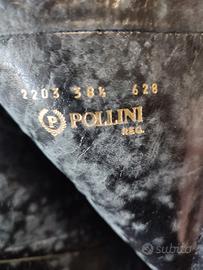 2203 38½ 628
P POLLINI
REG.
subito